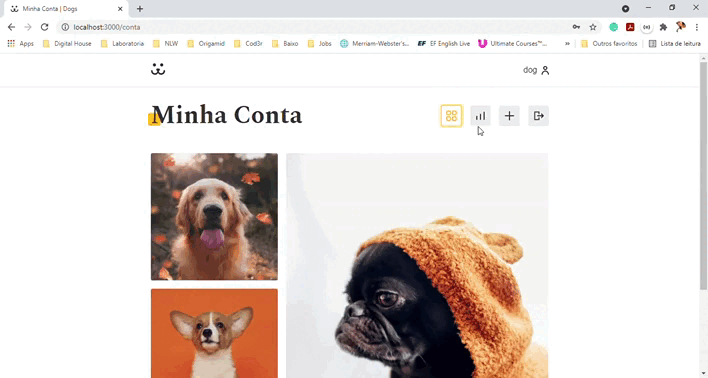 Minha Conta | Dogs
localhost:3000/conta
Apps Digital House Laboratoria NLW Origamid Cod3r Baixo Jobs Merriam-Webster's... EF EF English Live Ultimate Courses™... » Outros favoritos Lista de leitura
dog
Minha Conta